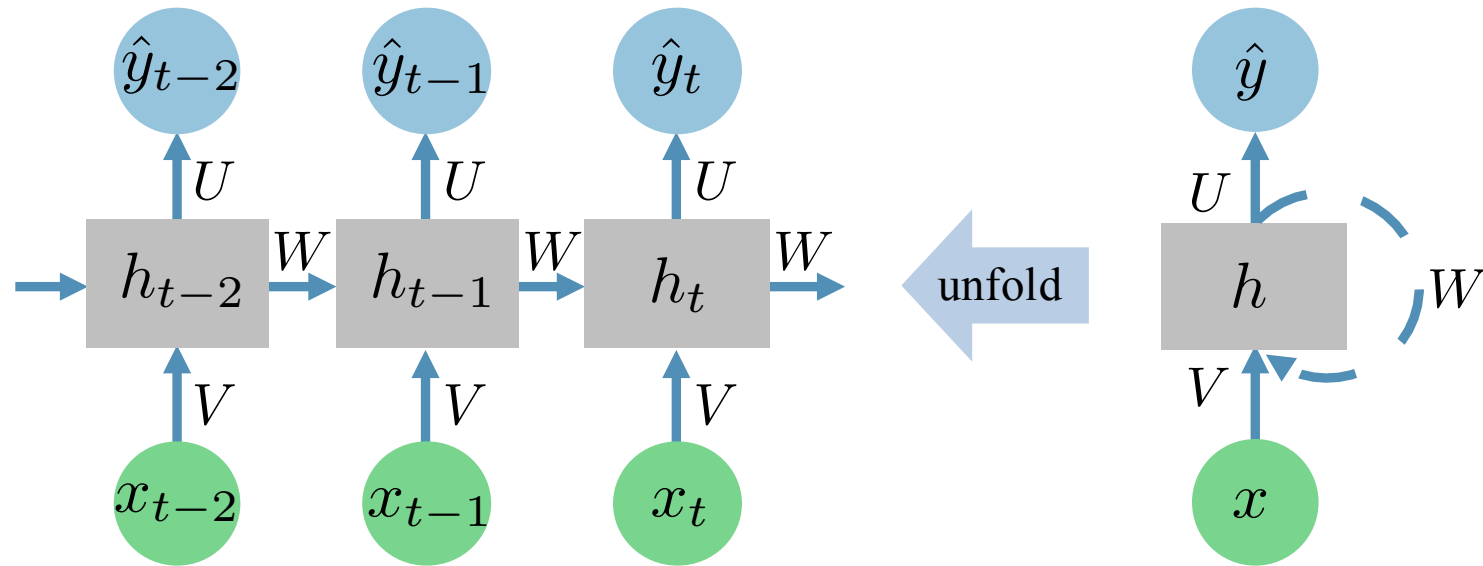 ŷₜ₋₂ ŷₜ₋₁ ŷₜ ŷ
U U U U
hₜ₋₂ W hₜ₋₁ W hₜ W unfold h W
V V V V
xₜ₋₂ xₜ₋₁ xₜ x